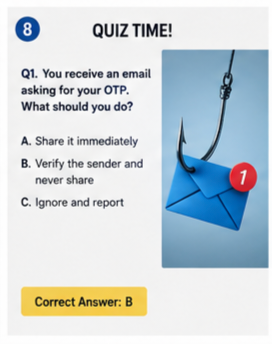 8 QUIZ TIME!
Q1. You receive an email
asking for your OTP.
What should you do?
A. Share it immediately
B. Verify the sender and
never share
C. Ignore and report
1
Correct Answer: B